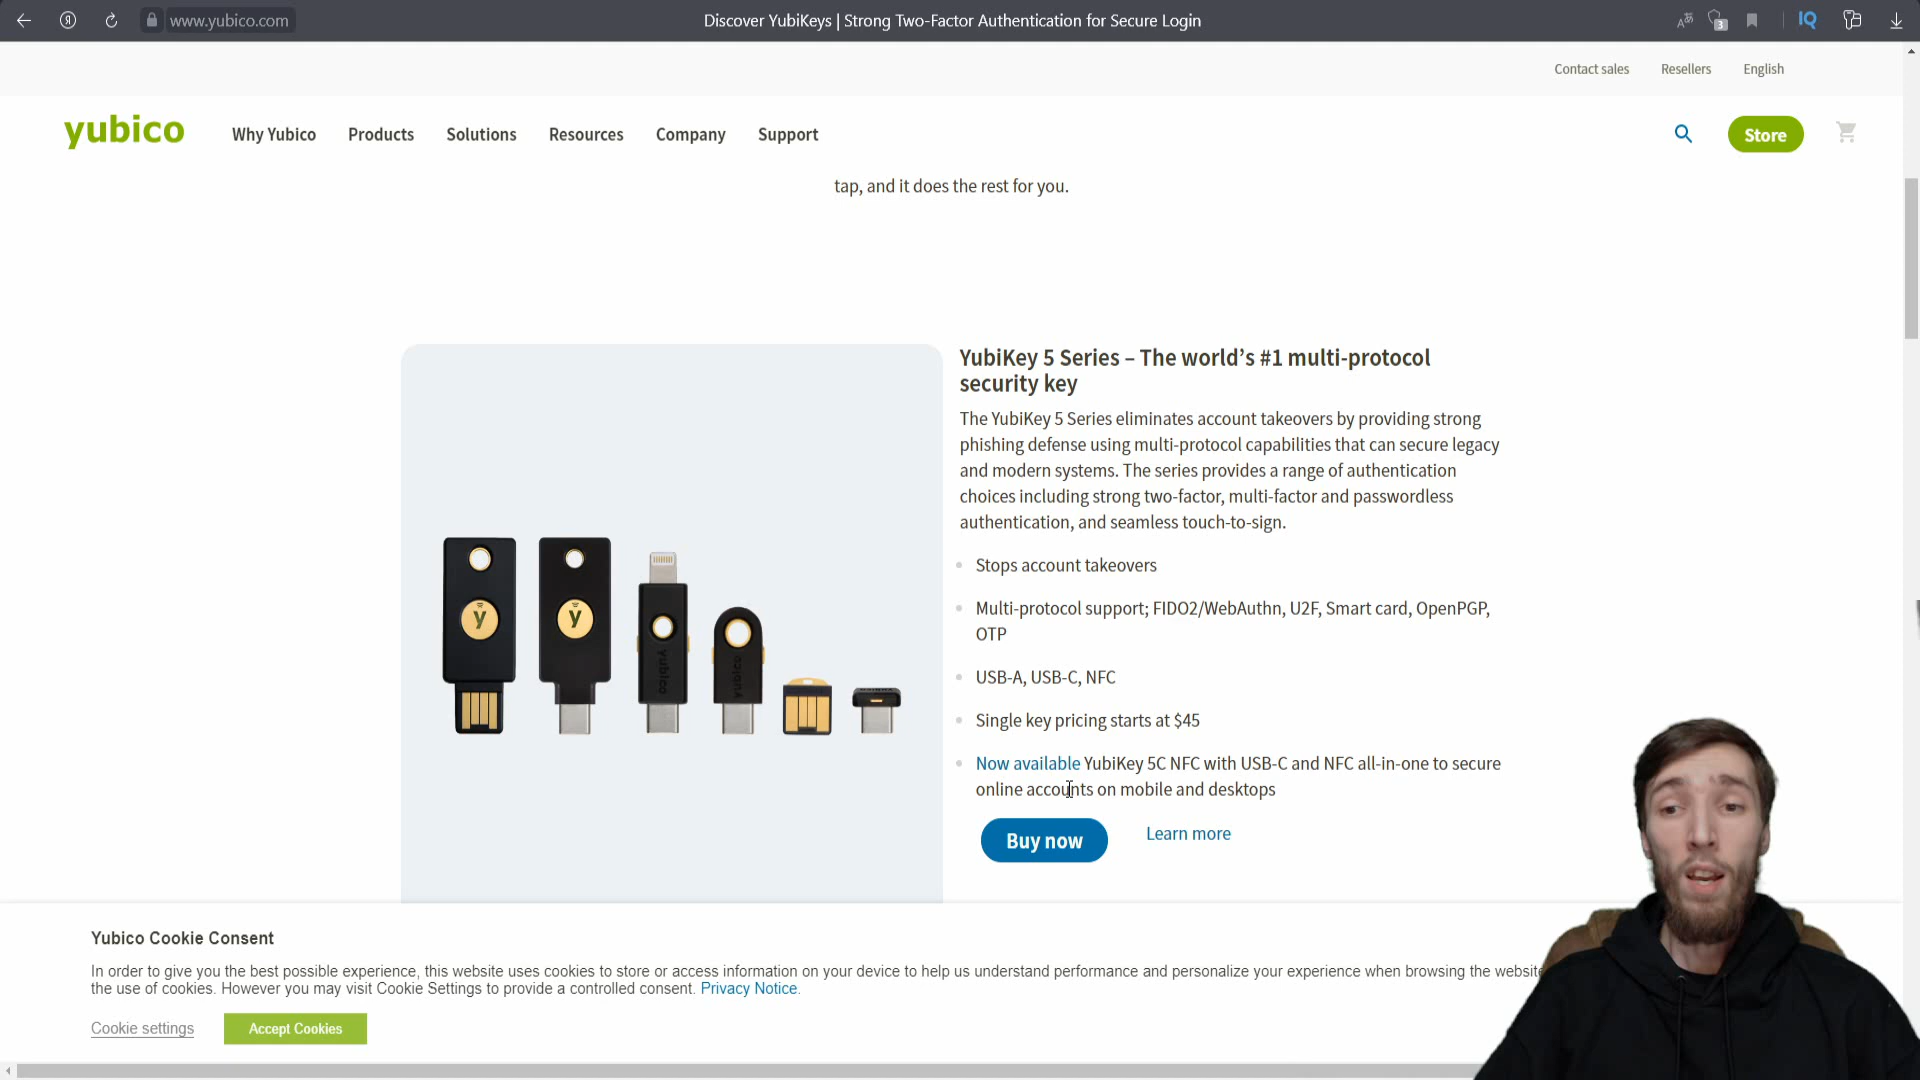 www.yubico.com
Discover YubiKeys | Strong Two-Factor Authentication for Secure Login
3
IQ
Contact sales
Resellers
English
yubico
Why Yubico
Products
Solutions
Resources
Company
Support
Store
tap, and it does the rest for you.
YubiKey 5 Series – The world's #1 multi-protocol
security key
The YubiKey 5 Series eliminates account takeovers by providing strong
phishing defense using multi-protocol capabilities that can secure legacy
and modern systems. The series provides a range of authentication
choices including strong two-factor, multi-factor and passwordless
authentication, and seamless touch-to-sign.
Stops account takeovers
Multi-protocol support; FIDO2/WebAuthn, U2F, Smart card, OpenPGP,
OTP
USB-A, USB-C, NFC
Single key pricing starts at $45
Now available YubiKey 5C NFC with USB-C and NFC all-in-one to secure
online accounts on mobile and desktops
Buy now
Learn more
y
y
yubico
yubico
Yubico Cookie Consent
In order to give you the best possible experience, this website uses cookies to store or access information on your device to help us understand performance and personalize your experience when browsing the website
the use of cookies. However you may visit Cookie Settings to provide a controlled consent. Privacy Notice.
Cookie settings
Accept Cookies